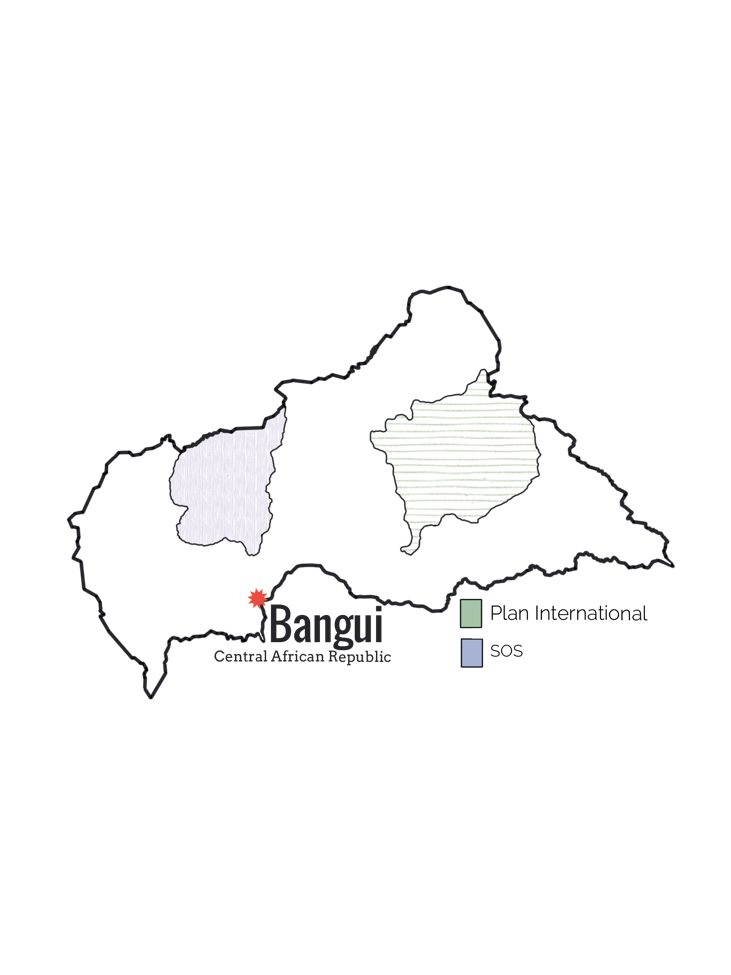 Bangui
Central African Republic
Plan International
SOS